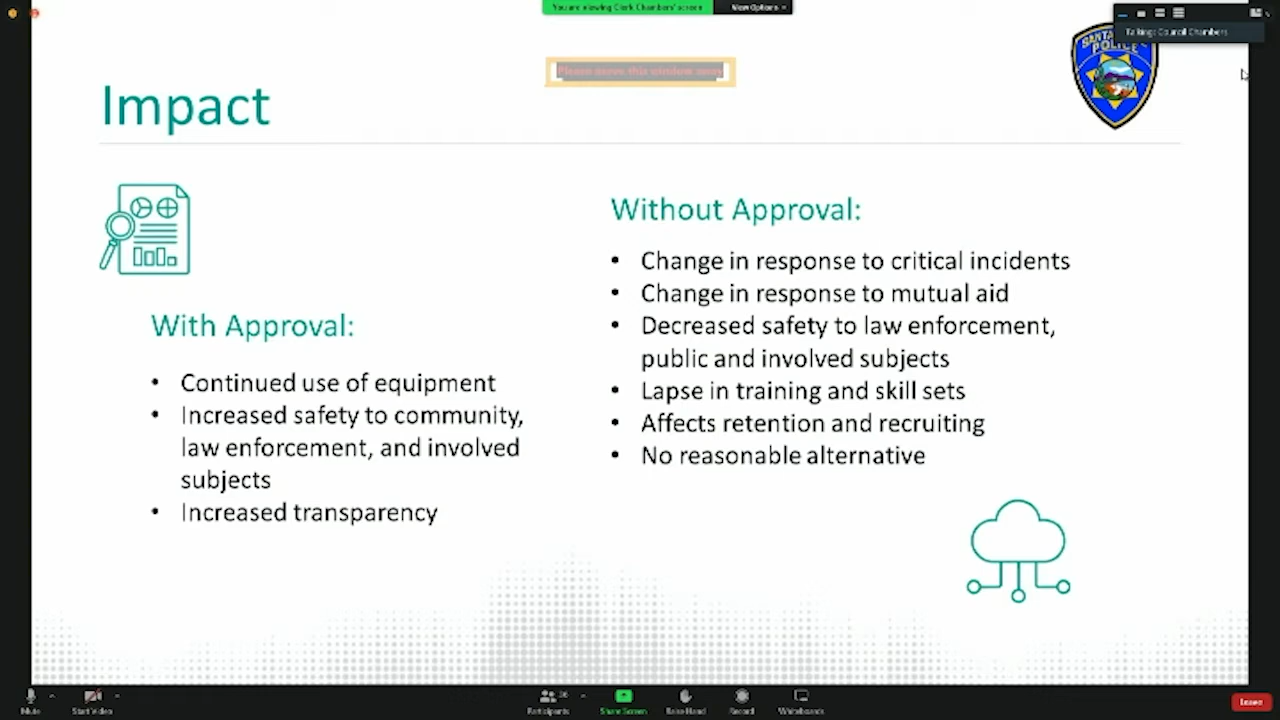 You are viewing Clerk Chambers' screen
View Options
Talking: Council Chambers
SANTA
POLICE
Please move this window away
Impact
With Approval:
• Continued use of equipment
• Increased safety to community,
law enforcement, and involved
subjects
• Increased transparency
Without Approval:
• Change in response to critical incidents
• Change in response to mutual aid
• Decreased safety to law enforcement,
public and involved subjects
• Lapse in training and skill sets
• Affects retention and recruiting
• No reasonable alternative
Mute
Start Video
Participants
36
Share Screen
Raise Hand
Record
Whiteboards
Leave